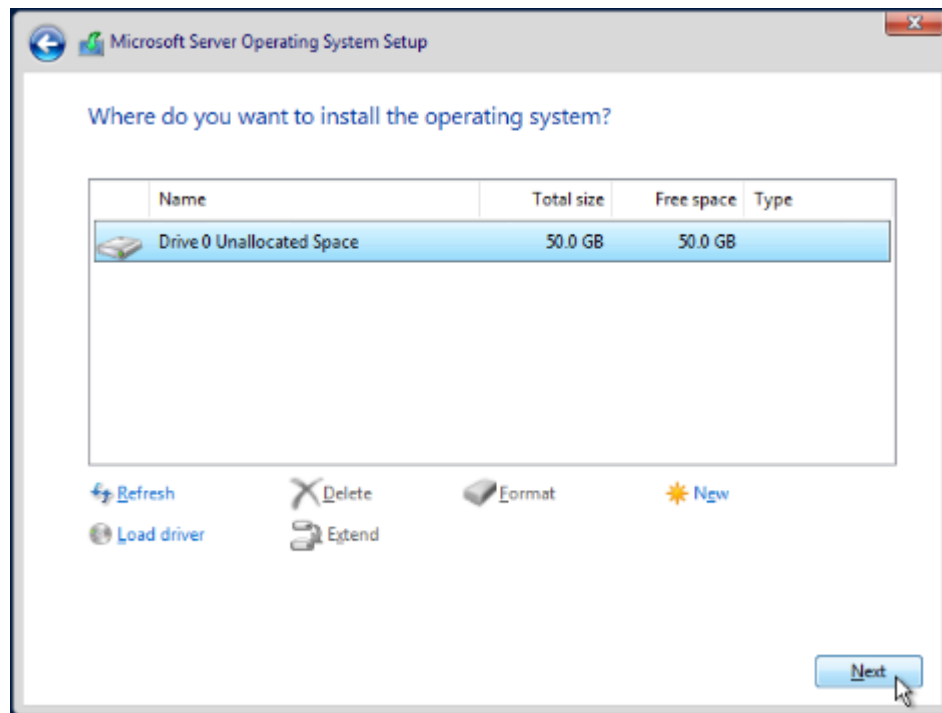 Microsoft Server Operating System Setup
Where do you want to install the operating system?
Name Total size Free space Type
Drive 0 Unallocated Space 50.0 GB 50.0 GB
Refresh Delete Format New
Load driver Extend
Next